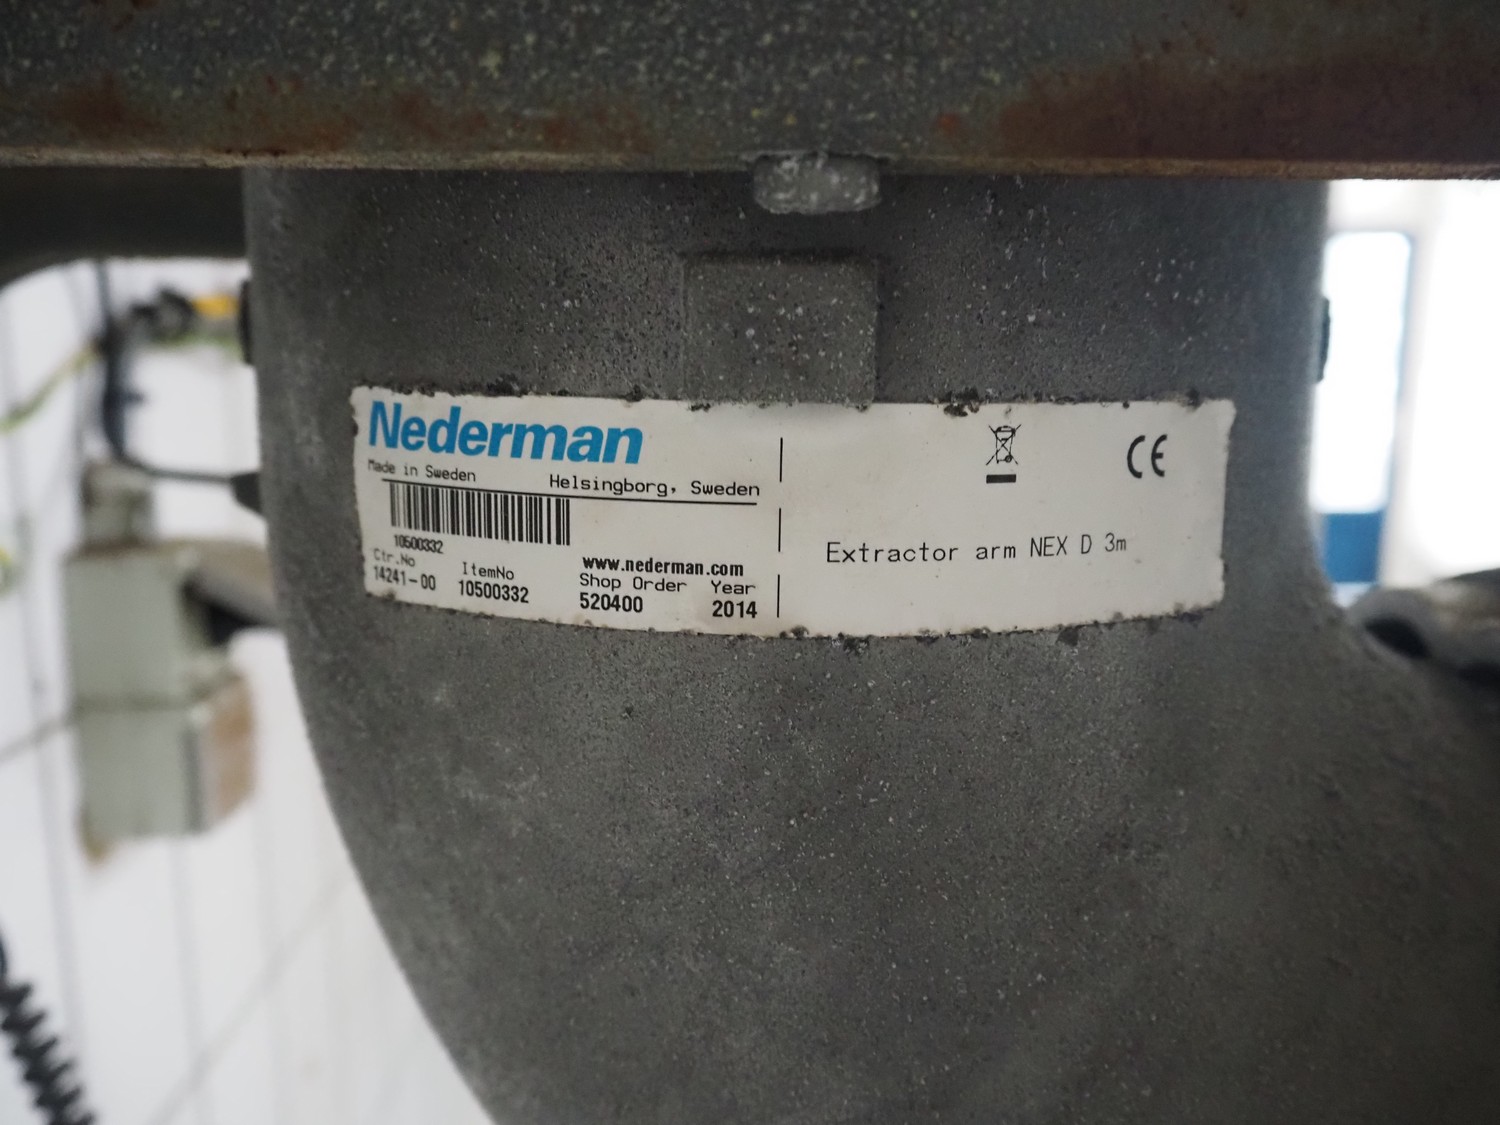 Nederman
Made in Sweden
Helsingborg, Sweden
10500332
www.nederman.com
Ctr.No ItemNo Shop Order Year
14241-00 10500332 520400 2014
CE
Extractor arm NEX D 3m